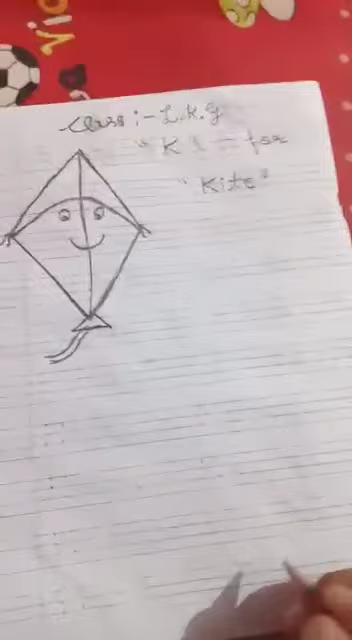 Class :- L.K.G
"K" - for
"Kite"